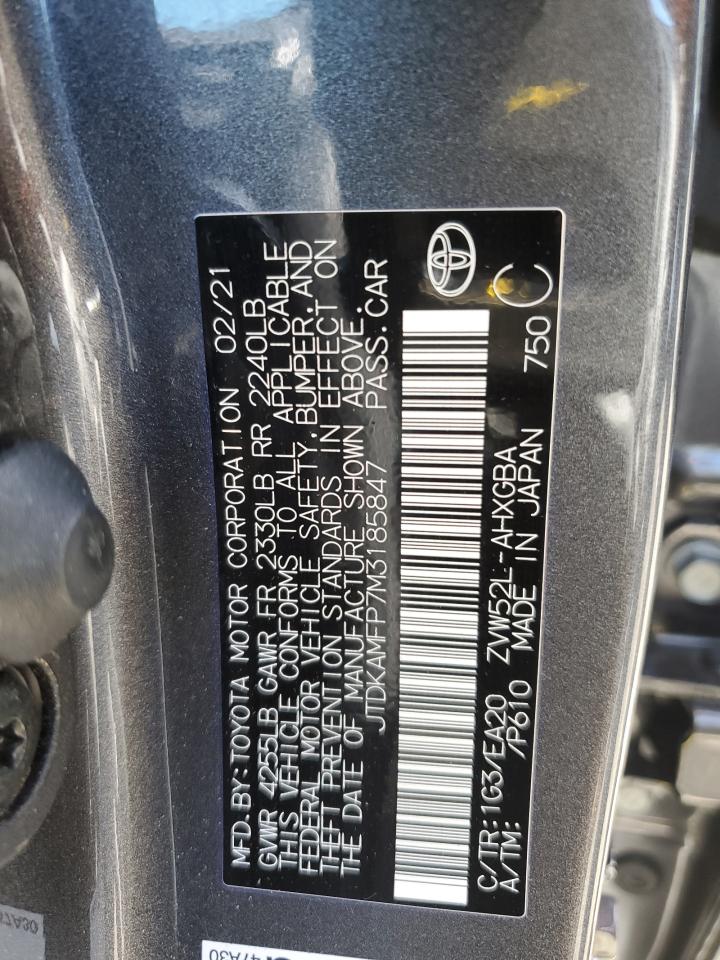 MFD.BY:TOYOTA MOTOR CORPORATION 02/21
GVWR 4255LB GAWR FR 2330LB RR 2240LB
THIS VEHICLE CONFORMS TO ALL APPLICABLE
FEDERAL MOTOR VEHICLE SAFETY,BUMPER,AND
THEFT PREVENTION STANDARDS IN EFFECT ON
THE DATE OF MANUFACTURE SHOWN ABOVE.
JTDKAMFP7M3185847 PASS.CAR
C/TR:1G3/EA20 ZVW52L-AHXGBA 750 C
A/TM: /P610 MADE IN JAPAN
47A30